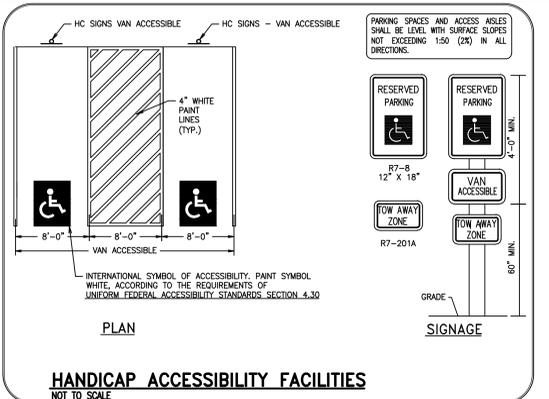 HC SIGNS VAN ACCESSIBLE
HC SIGNS - VAN ACCESSIBLE
4" WHITE
PAINT
LINES
(TYP.)
8'-0"
8'-0"
8'-0"
VAN ACCESSIBLE
INTERNATIONAL SYMBOL OF ACCESSIBILITY. PAINT SYMBOL
WHITE, ACCORDING TO THE REQUIREMENTS OF
UNIFORM FEDERAL ACCESSIBILITY STANDARDS SECTION 4.30
PLAN
PARKING SPACES AND ACCESS AISLES
SHALL BE LEVEL WITH SURFACE SLOPES
NOT EXCEEDING 1:50 (2%) IN ALL
DIRECTIONS.
RESERVED
PARKING
R7-8
12" X 18"
TOW AWAY
ZONE
R7-201A
RESERVED
PARKING
VAN
ACCESSIBLE
TOW AWAY
ZONE
4'-0" MIN.
60" MIN.
GRADE
SIGNAGE
HANDICAP ACCESSIBILITY FACILITIES
NOT TO SCALE